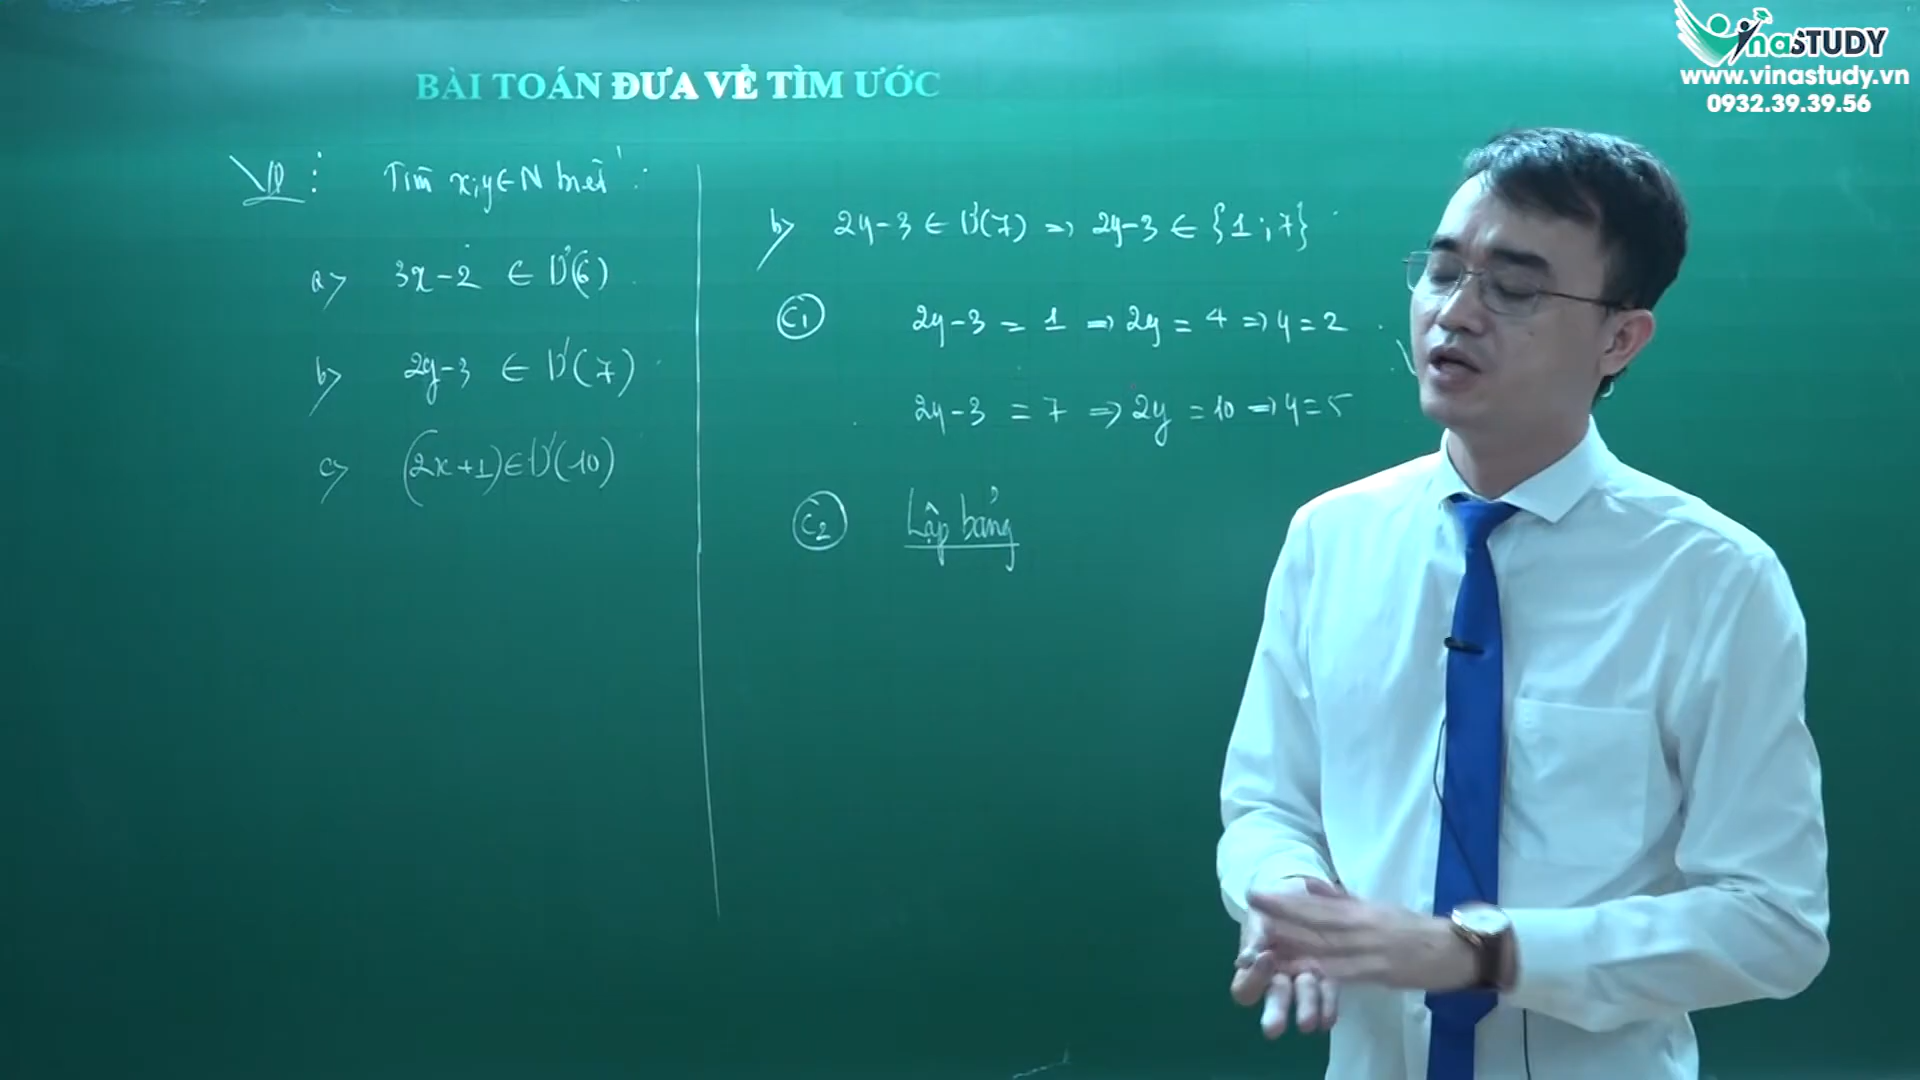 VinaSTUDY
www.vinastudy.vn
0932.39.39.56
BÀI TOÁN ĐƯA VỀ TÌM ƯỚC
VD : Tìm x;y∈N biết :
a> 3x-2 ∈ Ư(6)
b> 2y-3 ∈ Ư(7)
c> (2x+1)∈Ư(10)
b> 2y-3 ∈ Ư(7) => 2y-3 ∈ {1;7}
C1 2y-3 = 1 => 2y = 4 => y=2
2y-3 = 7 => 2y = 10 => y=5
C2 Lập bảng